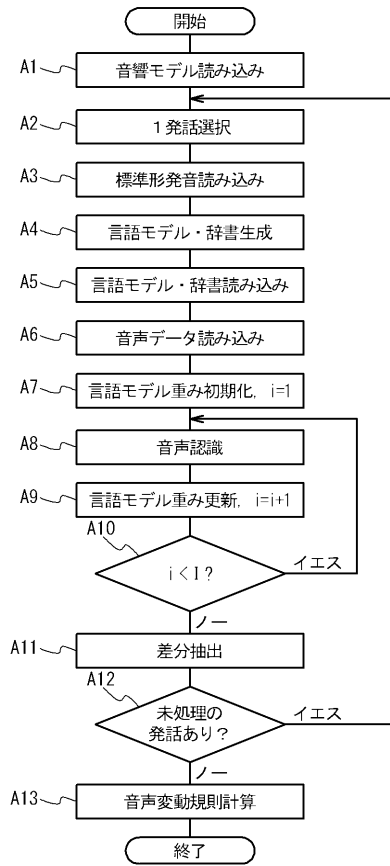 開始
A1 音響モデル読み込み
A2 1発話選択
A3 標準形発音読み込み
A4 言語モデル・辞書生成
A5 言語モデル・辞書読み込み
A6 音声データ読み込み
A7 言語モデル重み初期化, i=1
A8 音声認識
A9 言語モデル重み更新, i=i+1
A10
i<I? イエス
ノー
A11 差分抽出
A12
未処理の イエス
発話あり?
ノー
A13 音声変動規則計算
終了